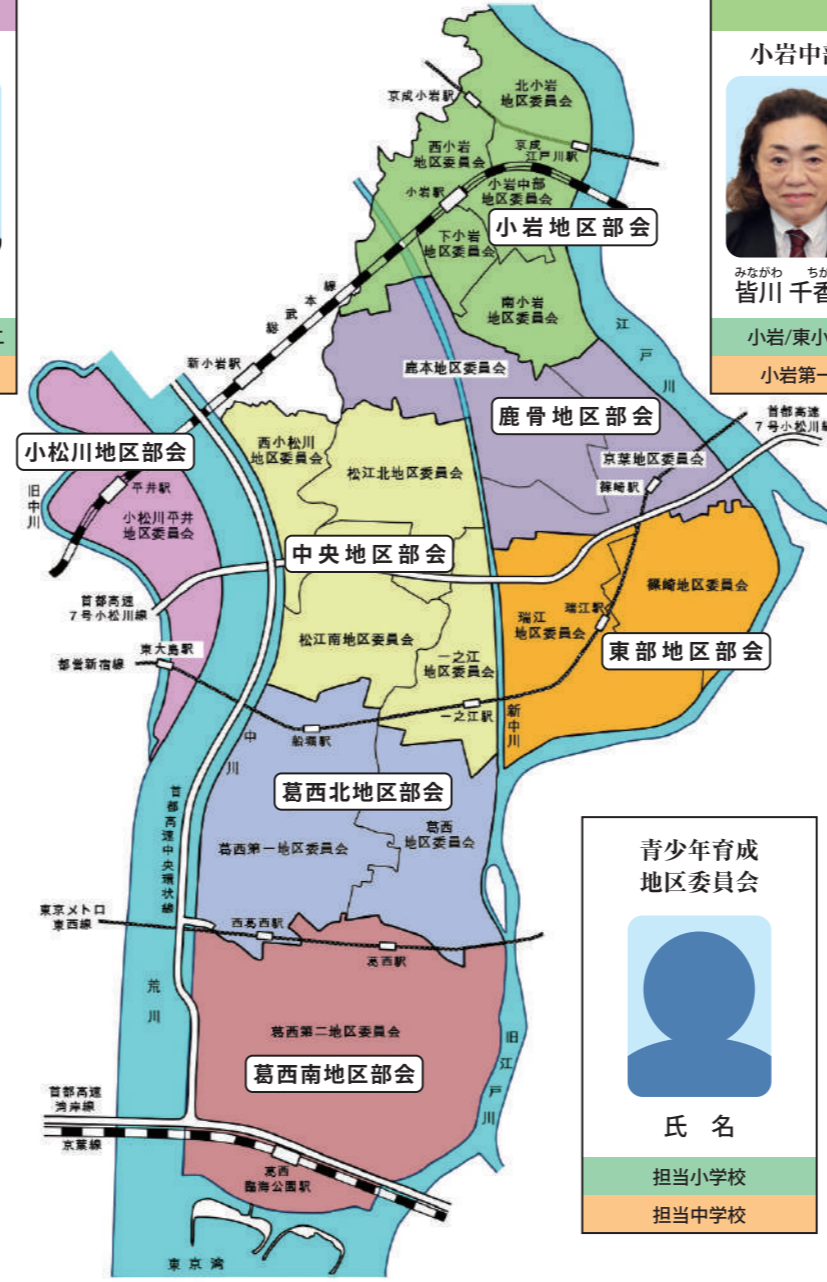 小岩中部
みながわ
皆川 千香
小岩/東小
小岩第一
北小岩
地区委員会
京成小岩駅
西小岩
地区委員会
京成
江戸川駅
小岩駅
小岩中部
地区委員会
小岩地区部会
下小岩
地区委員会
総武本線
南小岩
地区委員会
江戸川
新小岩駅
鹿本地区委員会
鹿骨地区部会
首都高速
7号小松川線
小松川地区部会
西小松川
地区委員会
松江北地区委員会
京葉地区委員会
篠崎駅
旧中川
平井駅
小松川平井
地区委員会
中央地区部会
篠崎地区委員会
首都高速
7号小松川線
瑞江駅
瑞江
地区委員会
松江南地区委員会
一之江
地区委員会
東部地区部会
東大島駅
都営新宿線
一之江駅
新中川
船堀駅
中川
葛西北地区部会
首都高速中央環状線
葛西第一地区委員会
葛西
地区委員会
東京メトロ
東西線
西葛西駅
葛西駅
荒川
葛西第二地区委員会
旧江戸川
葛西南地区部会
首都高速
湾岸線
京葉線
葛西
臨海公園駅
東京湾
青少年育成
地区委員会
氏 名
担当小学校
担当中学校